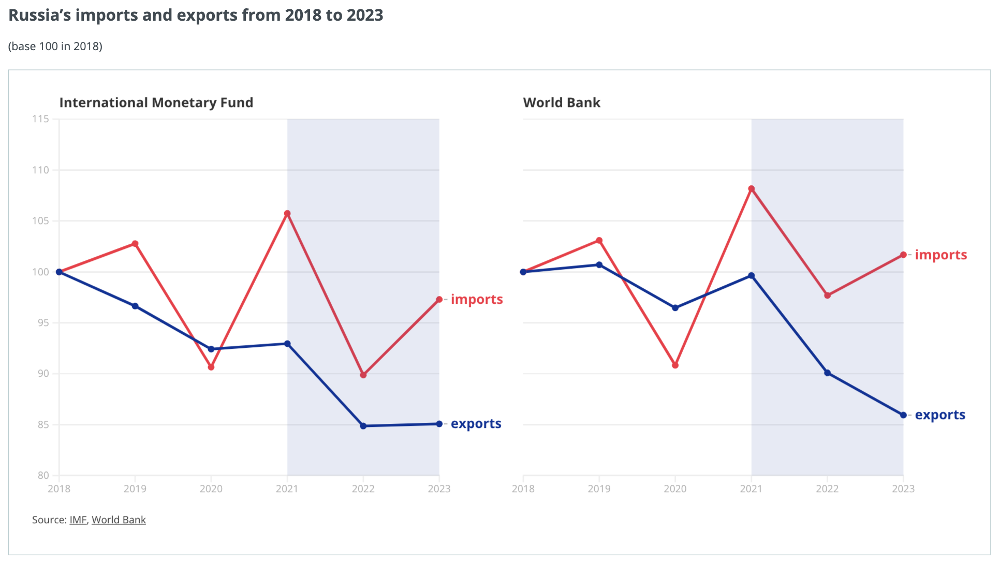 Russia’s imports and exports from 2018 to 2023
(base 100 in 2018)
International Monetary Fund
115
110
105
100
95
90
85
80
2018 2019 2020 2021 2022 2023
imports
exports
World Bank
2018 2019 2020 2021 2022 2023
imports
exports
Source: IMF, World Bank